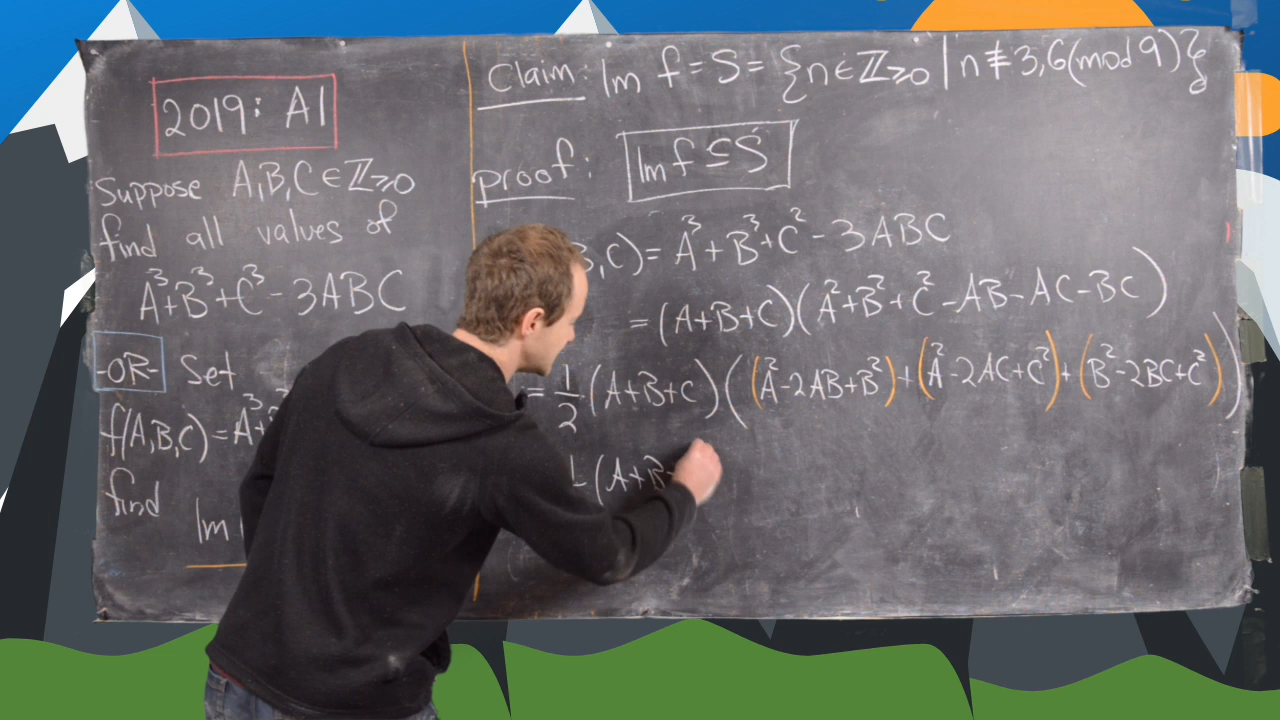 2019: A1
Suppose A,B,C ∈ ℤ≥0
find all values of
A³+B³+C³-3ABC
-OR- Set
f(A,B,C)=A³+
find
Im
Claim: Im f = S = {n ∈ ℤ≥0 | n ≢ 3,6 (mod 9)}
proof: Im f ⊆ S
B,C) = A³+B³+C²-3ABC
= (A+B+C)(A²+B²+C²-AB-AC-BC)
= 1/2 (A+B+C)((A²-2AB+B²)+(A²-2AC+C²)+(B²-2BC+C²))
(A+B+